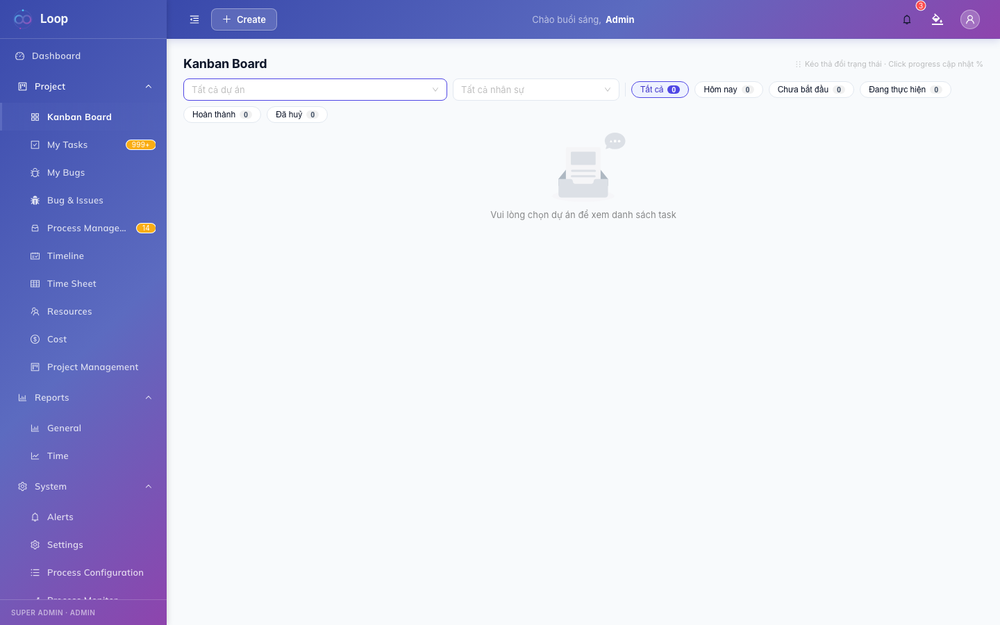 Loop
Create
Chào buổi sáng, Admin
3
Dashboard
Project
Kanban Board
My Tasks 999+
My Bugs
Bug & Issues
Process Manage... 14
Timeline
Time Sheet
Resources
Cost
Project Management
Reports
General
Time
System
Alerts
Settings
Process Configuration
Process Monitor
SUPER ADMIN · ADMIN
Kanban Board
Kéo thả đổi trạng thái · Click progress cập nhật %
Tất cả dự án
Tất cả nhân sự
Tất cả 0
Hôm nay 0
Chưa bắt đầu 0
Đang thực hiện 0
Hoàn thành 0
Đã huỷ 0
Vui lòng chọn dự án để xem danh sách task